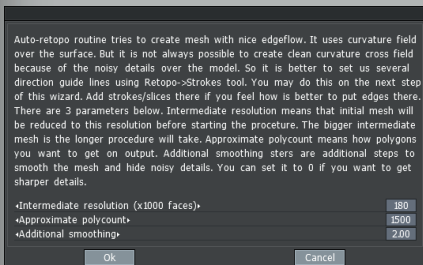 Auto-retopo routine tries to create mesh with nice edgeflow. It uses curvature field
over the surface. But it is not always possible to create clean curvature cross field
because of the noisy details over the model. So it is better to set us several
direction guide lines using Retopo->Strokes tool. You may do this on the next step
of this wizard. Add strokes/slices there if you feel how is better to put edges there.
There are 3 parameters below. Intermediate resolution means that initial mesh will
be reduced to this resolution before starting the proceture. The bigger intermediate
mesh is the longer procedure will take. Approximate polycount means how polygons
you want to get on output. Additional smoothing sters are additional steps to
smooth the mesh and hide noisy details. You can set it to 0 if you want to get
sharper details.
Intermediate resolution (x1000 faces) 180
Approximate polycount 1500
Additional smoothing 2.00
Ok Cancel